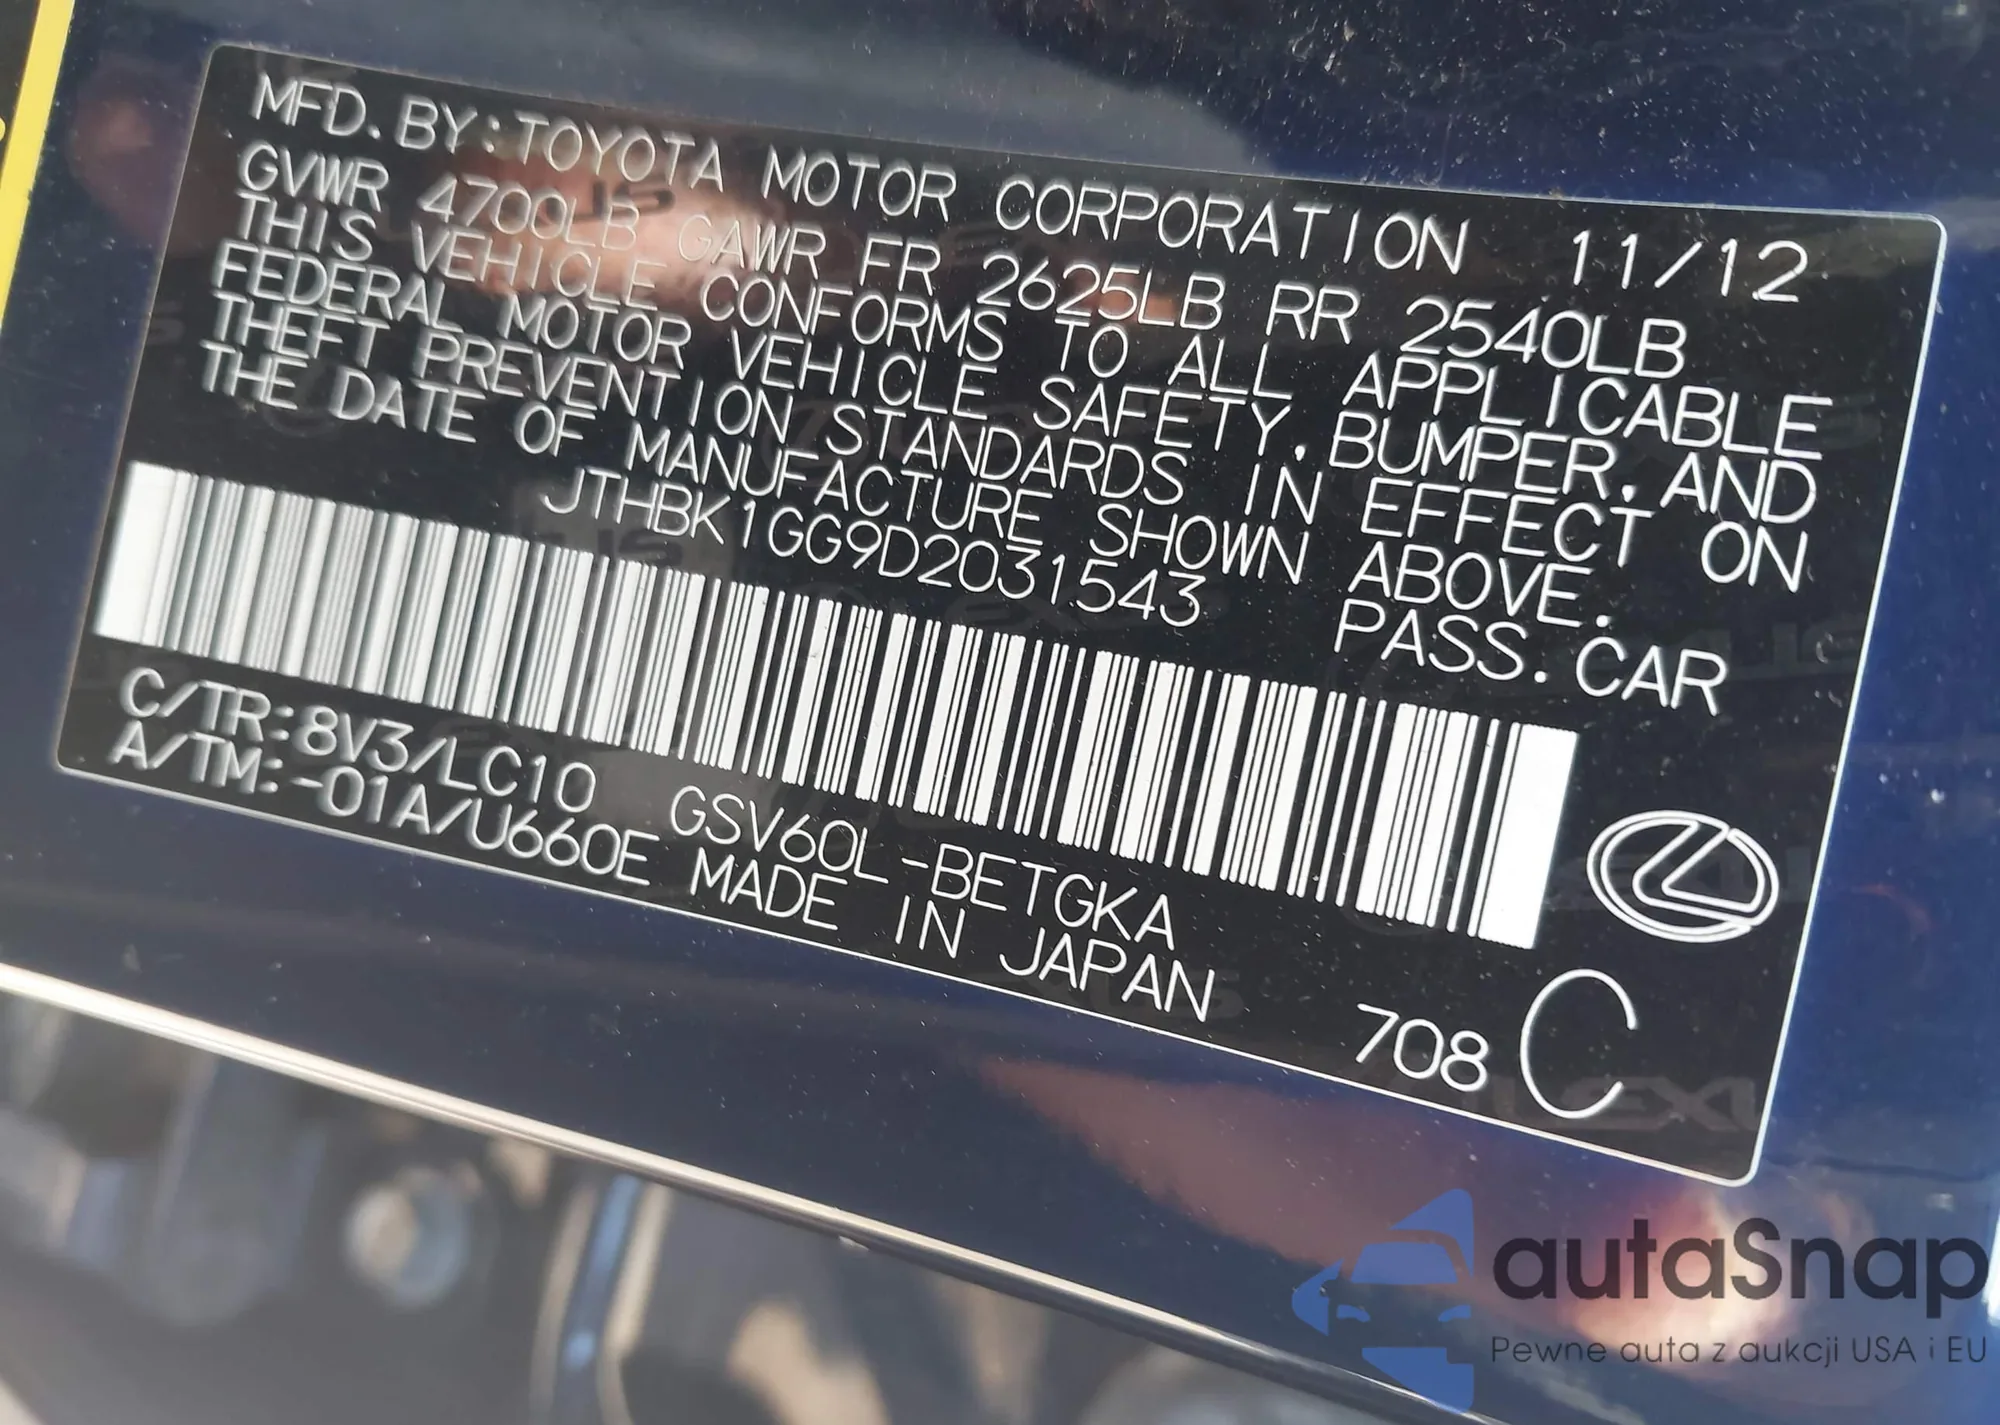 MFD. BY: TOYOTA MOTOR CORPORATION 11/12
GVWR 4700LB GAWR FR 2625LB RR 2540LB
THIS VEHICLE CONFORMS TO ALL APPLICABLE
FEDERAL MOTOR VEHICLE SAFETY, BUMPER, AND
THEFT PREVENTION STANDARDS IN EFFECT ON
THE DATE OF MANUFACTURE SHOWN ABOVE.
JTHBK1GG9D2031543 PASS. CAR
C/TR:8V3/LC10 GSV60L-BETGKA
A/TM:-01A/U660E MADE IN JAPAN 708 C
autaSnap
Pewne auta z aukcji USA i EU